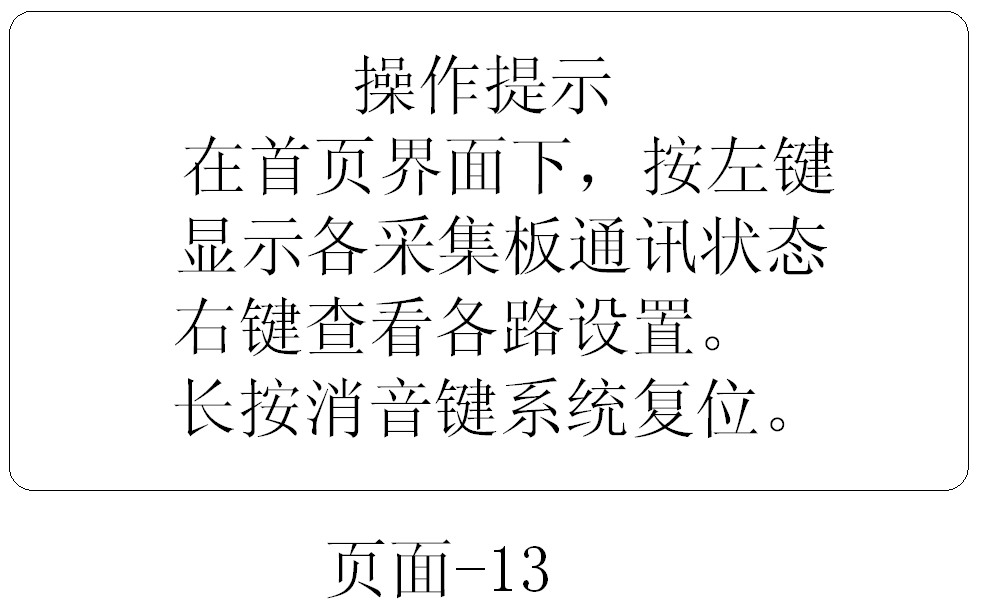 操作提示
在首页界面下，按左键
显示各采集板通讯状态
右键查看各路设置。
长按消音键系统复位。
页面-13